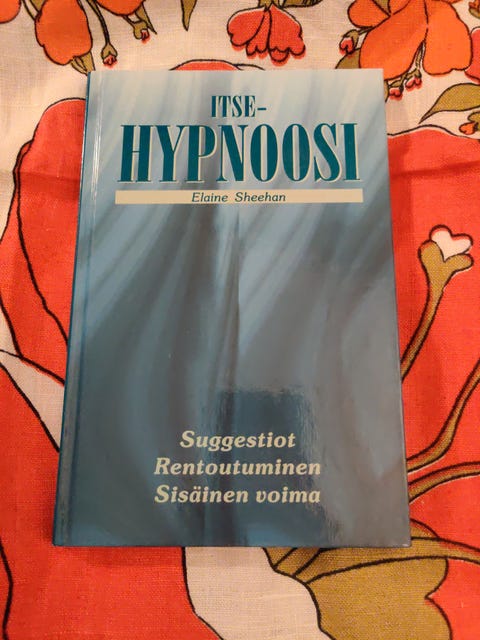 ITSE-
HYPNOOSI
Elaine Sheehan
Suggestiot
Rentoutuminen
Sisäinen voima